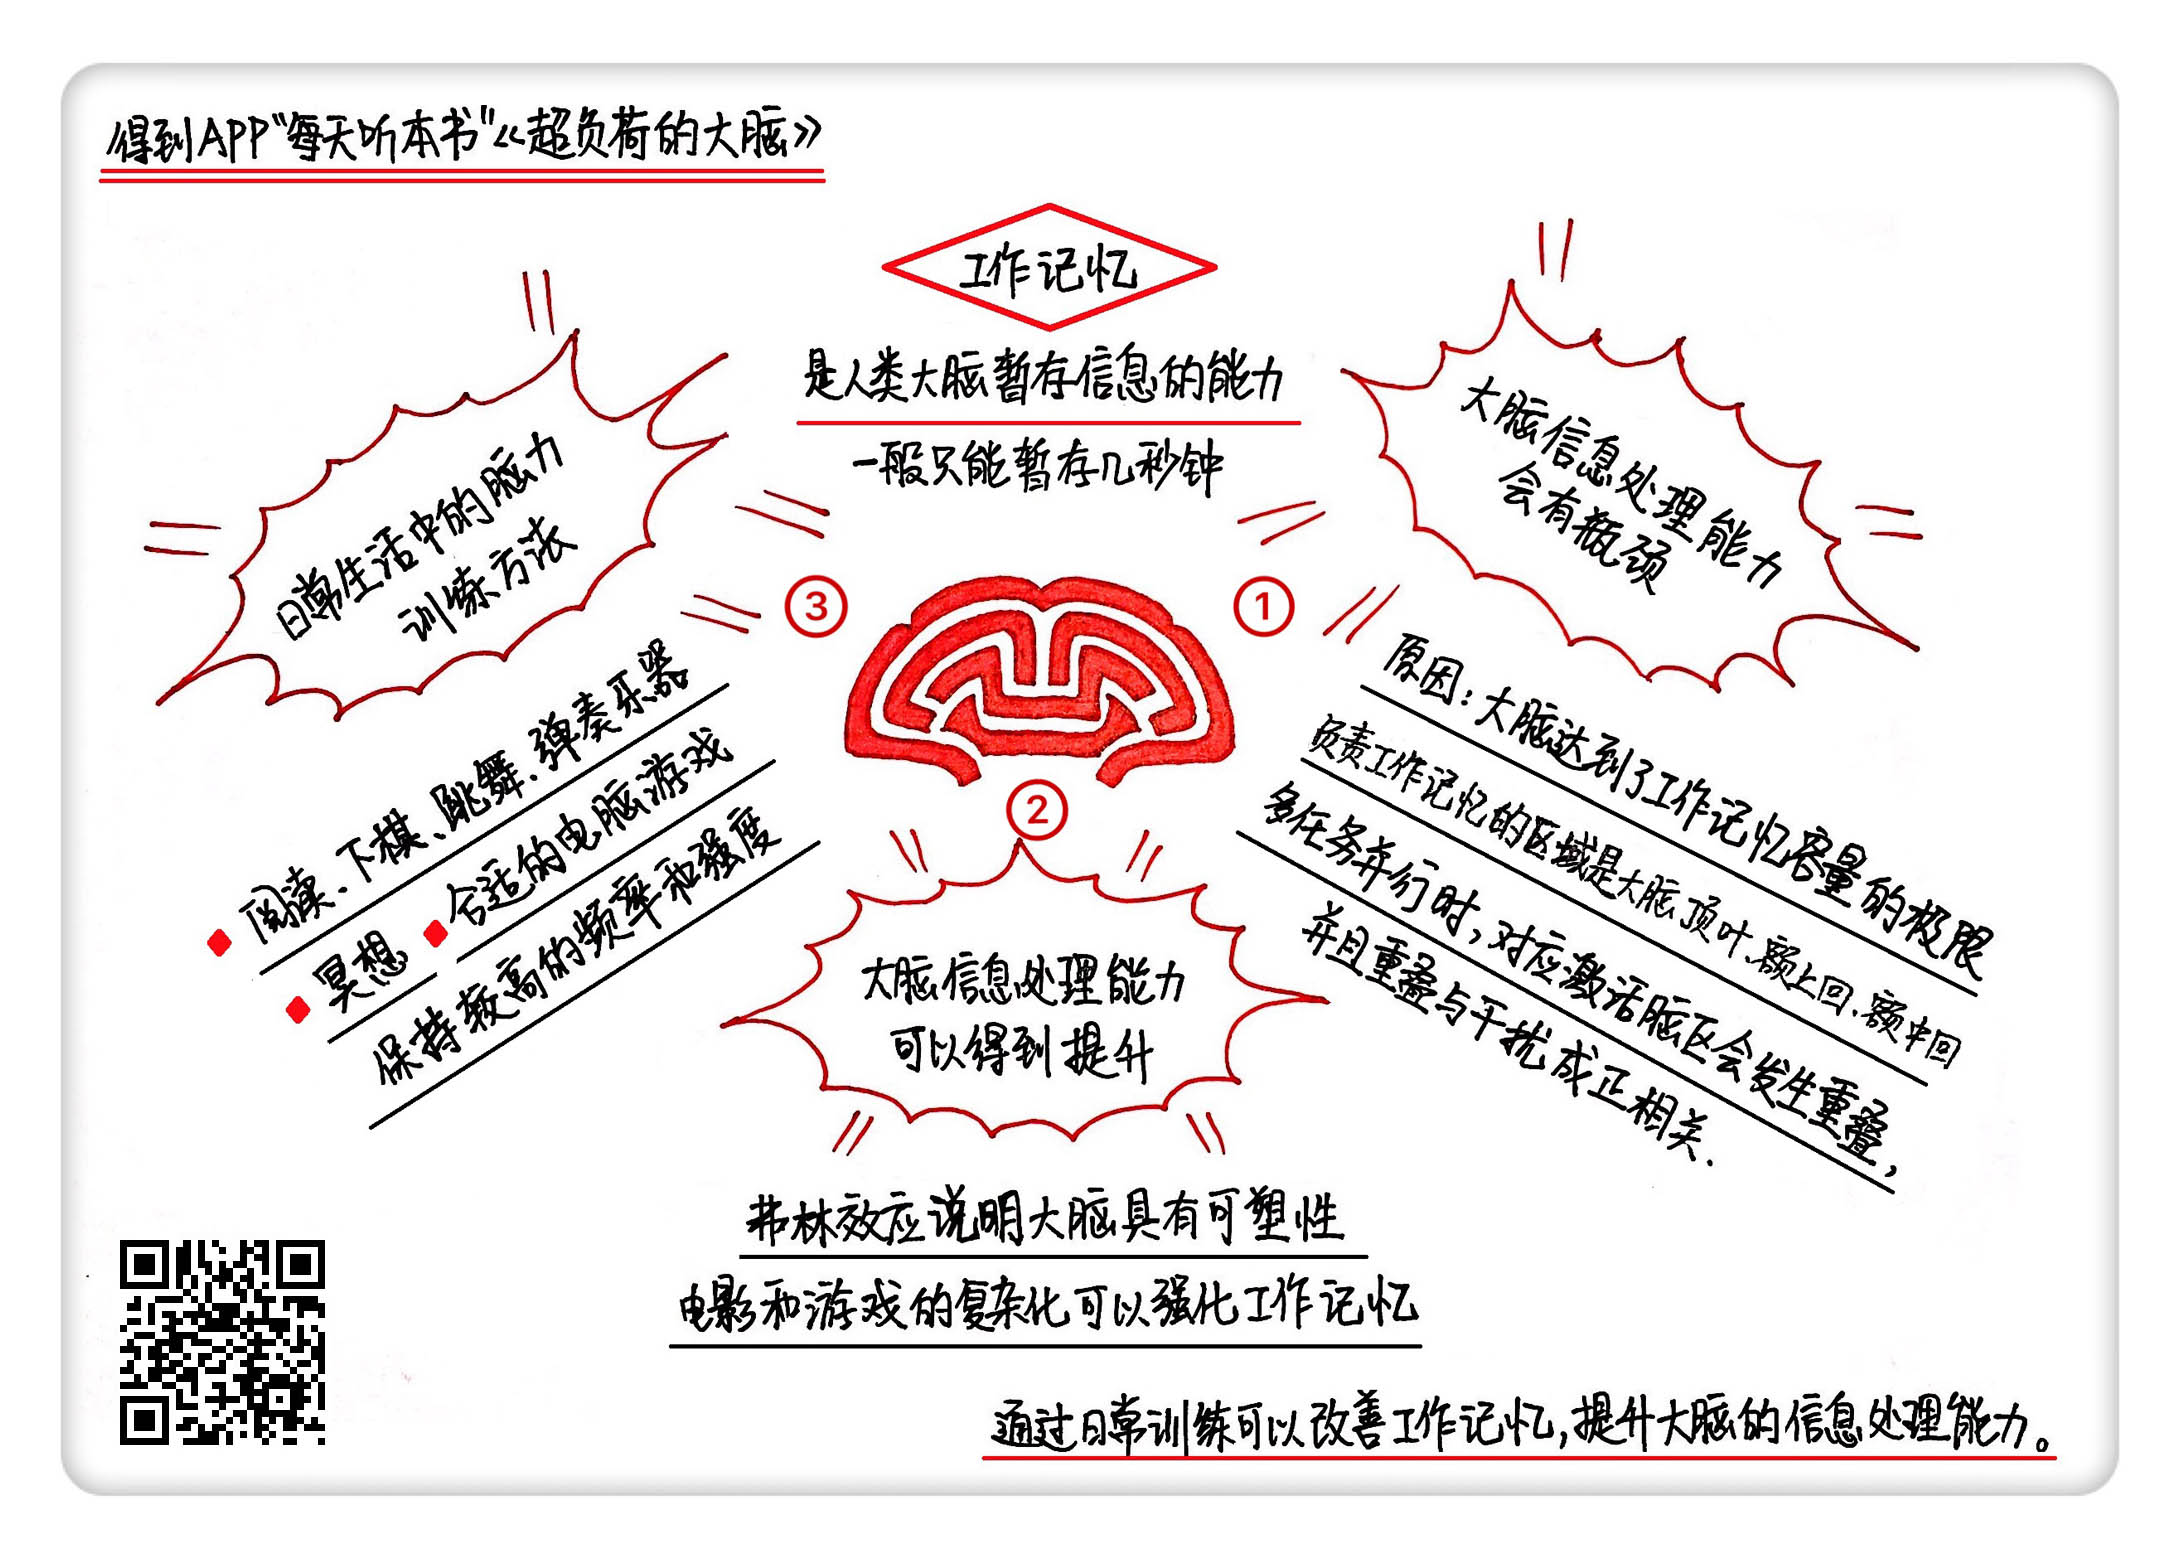 得到APP"每天听本书"《超负荷的大脑》
工作记忆
是人类大脑暂存信息的能力
一般只能暂存几秒钟
1
大脑信息处理能力
会有瓶颈
原因：大脑达到了工作记忆容量的极限
负责工作记忆的区域是大脑顶叶、额上回、额中回
多任务并行时，对应激活脑区会发生重叠，
并且重叠与干扰成正相关.
2
大脑信息处理能力
可以得到提升
弗林效应说明大脑具有可塑性
电影和游戏的复杂化可以强化工作记忆
3
日常生活中的脑力
训练方法
阅读、下棋、跳舞、弹奏乐器
冥想 合适的电脑游戏
保持较高的频率和强度
通过日常训练可以改善工作记忆,提升大脑的信息处理能力。